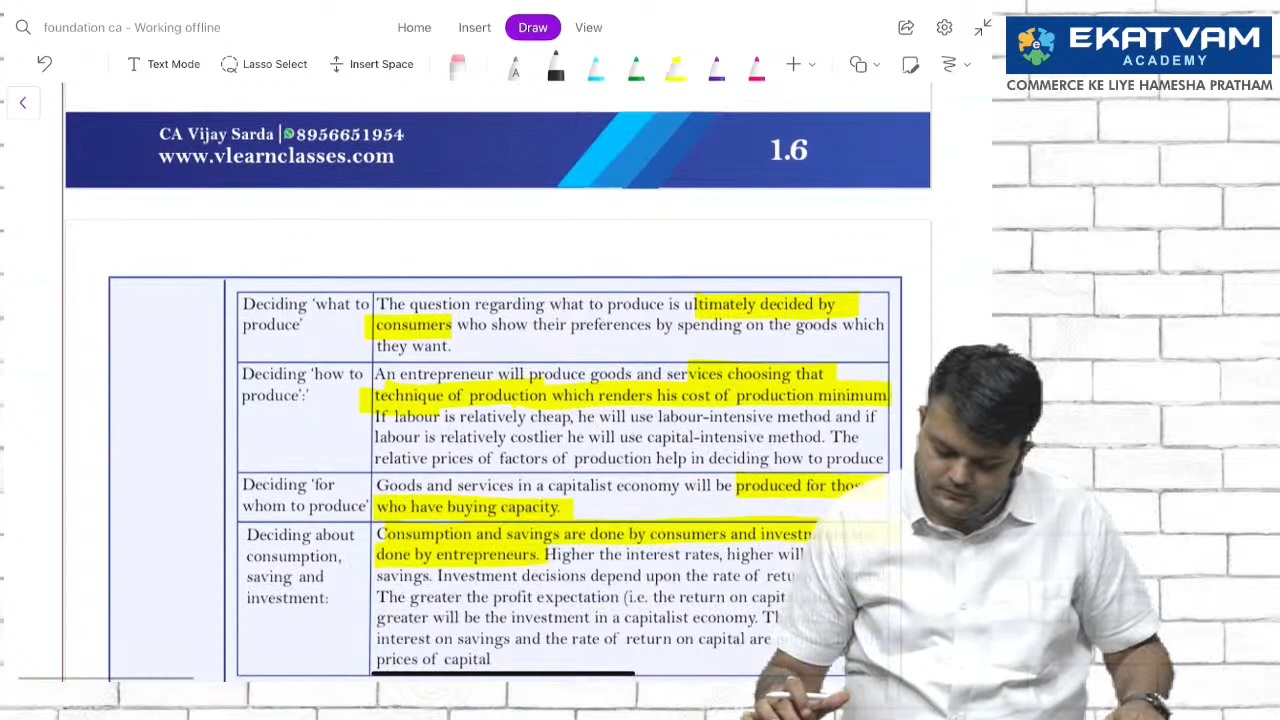 foundation ca - Working offline
Home Insert Draw View
EKATVAM
ACADEMY
COMMERCE KE LIYE HAMESHA PRATHAM
Text Mode Lasso Select Insert Space
CA Vijay Sarda | 8956651954
www.vlearnclasses.com
1.6
Deciding ‘what to
produce’
The question regarding what to produce is ultimately decided by
consumers who show their preferences by spending on the goods which
they want.
Deciding ‘how to
produce’:’
An entrepreneur will produce goods and services choosing that
technique of production which renders his cost of production minimum.
If labour is relatively cheap, he will use labour-intensive method and if
labour is relatively costlier he will use capital-intensive method. The
relative prices of factors of production help in deciding how to produce
Deciding ‘for
whom to produce’
Goods and services in a capitalist economy will be produced for
who have buying capacity.
Deciding about
consumption,
saving and
investment:
Consumption and savings are done by consumers and
done by entrepreneurs. Higher the interest rates, higher will
savings. Investment decisions depend upon the rate of
The greater the profit expectation (i.e. the return on
greater will be the investment in a capitalist economy.
interest on savings and the rate of return on capital are
prices of capital